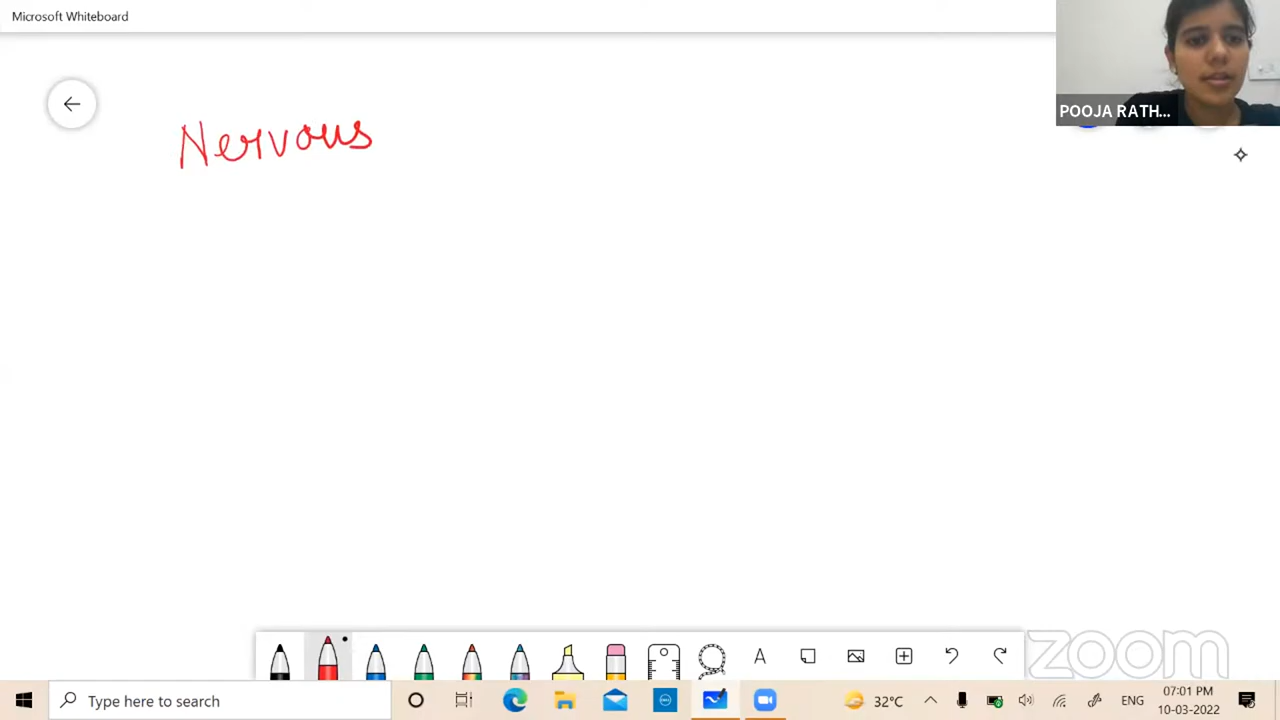 Microsoft Whiteboard
POOJA RATH...
Nervous
A
zoom
Type here to search
32°C
ENG
07:01 PM
10-03-2022